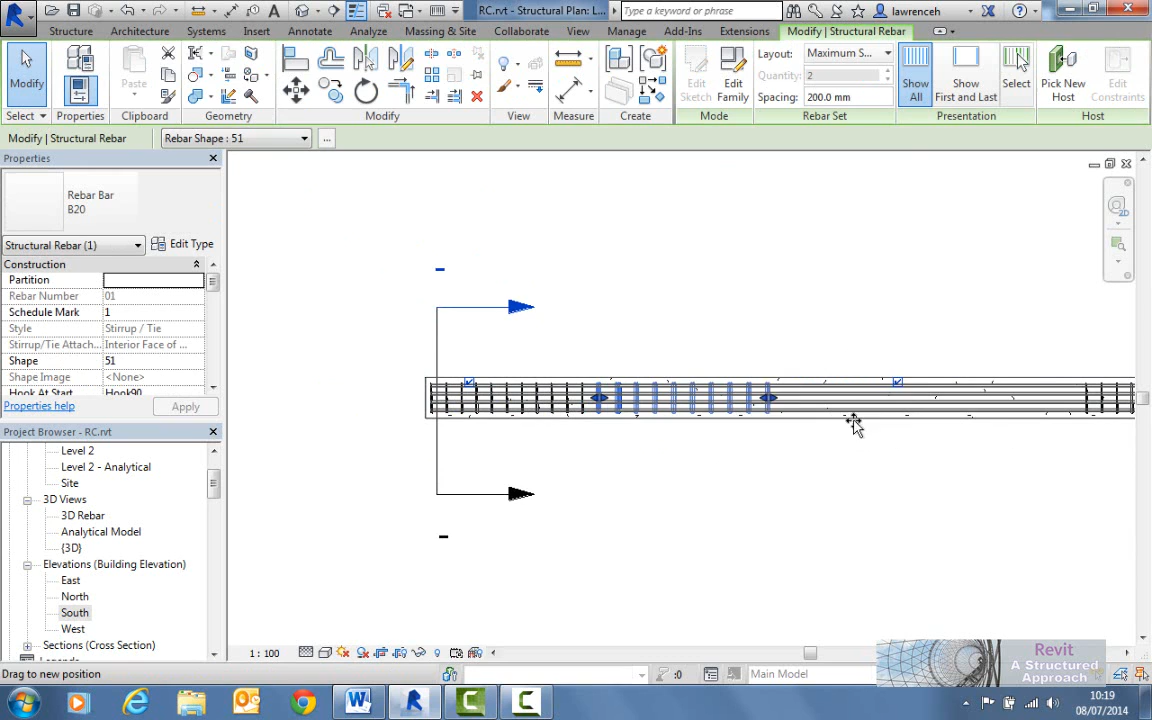 RC.rvt - Structural Plan: L...
Type a keyword or phrase
lawrenceh
Structure Architecture Systems Insert Annotate Analyze Massing & Site Collaborate View Manage Add-Ins Extensions Modify | Structural Rebar
Modify
Properties
Paste
Layout: Maximum S...
Quantity: 2
Spacing: 200.0 mm
Edit Sketch
Edit Family
Show All
Show First and Last
Select
Pick New Host
Edit Constraints
Select Properties Clipboard Geometry Modify View Measure Create Mode Rebar Set Presentation Host
Modify | Structural Rebar
Rebar Shape : 51
...
Properties
Rebar Bar
B20
Structural Rebar (1)
Edit Type
Construction
Partition
Rebar Number 01
Schedule Mark 1
Style Stirrup / Tie
Stirrup/Tie Attach... Interior Face of ...
Shape 51
Shape Image <None>
Hook At Start Hook90
Properties help
Apply
Project Browser - RC.rvt
Level 2
Level 2 - Analytical
Site
3D Views
3D Rebar
Analytical Model
{3D}
Elevations (Building Elevation)
East
North
South
West
Sections (Cross Section)
Legends
2D
1 : 100
Revit
A Structured
Approach
Drag to new position
:0
Main Model
10:19
08/07/2014